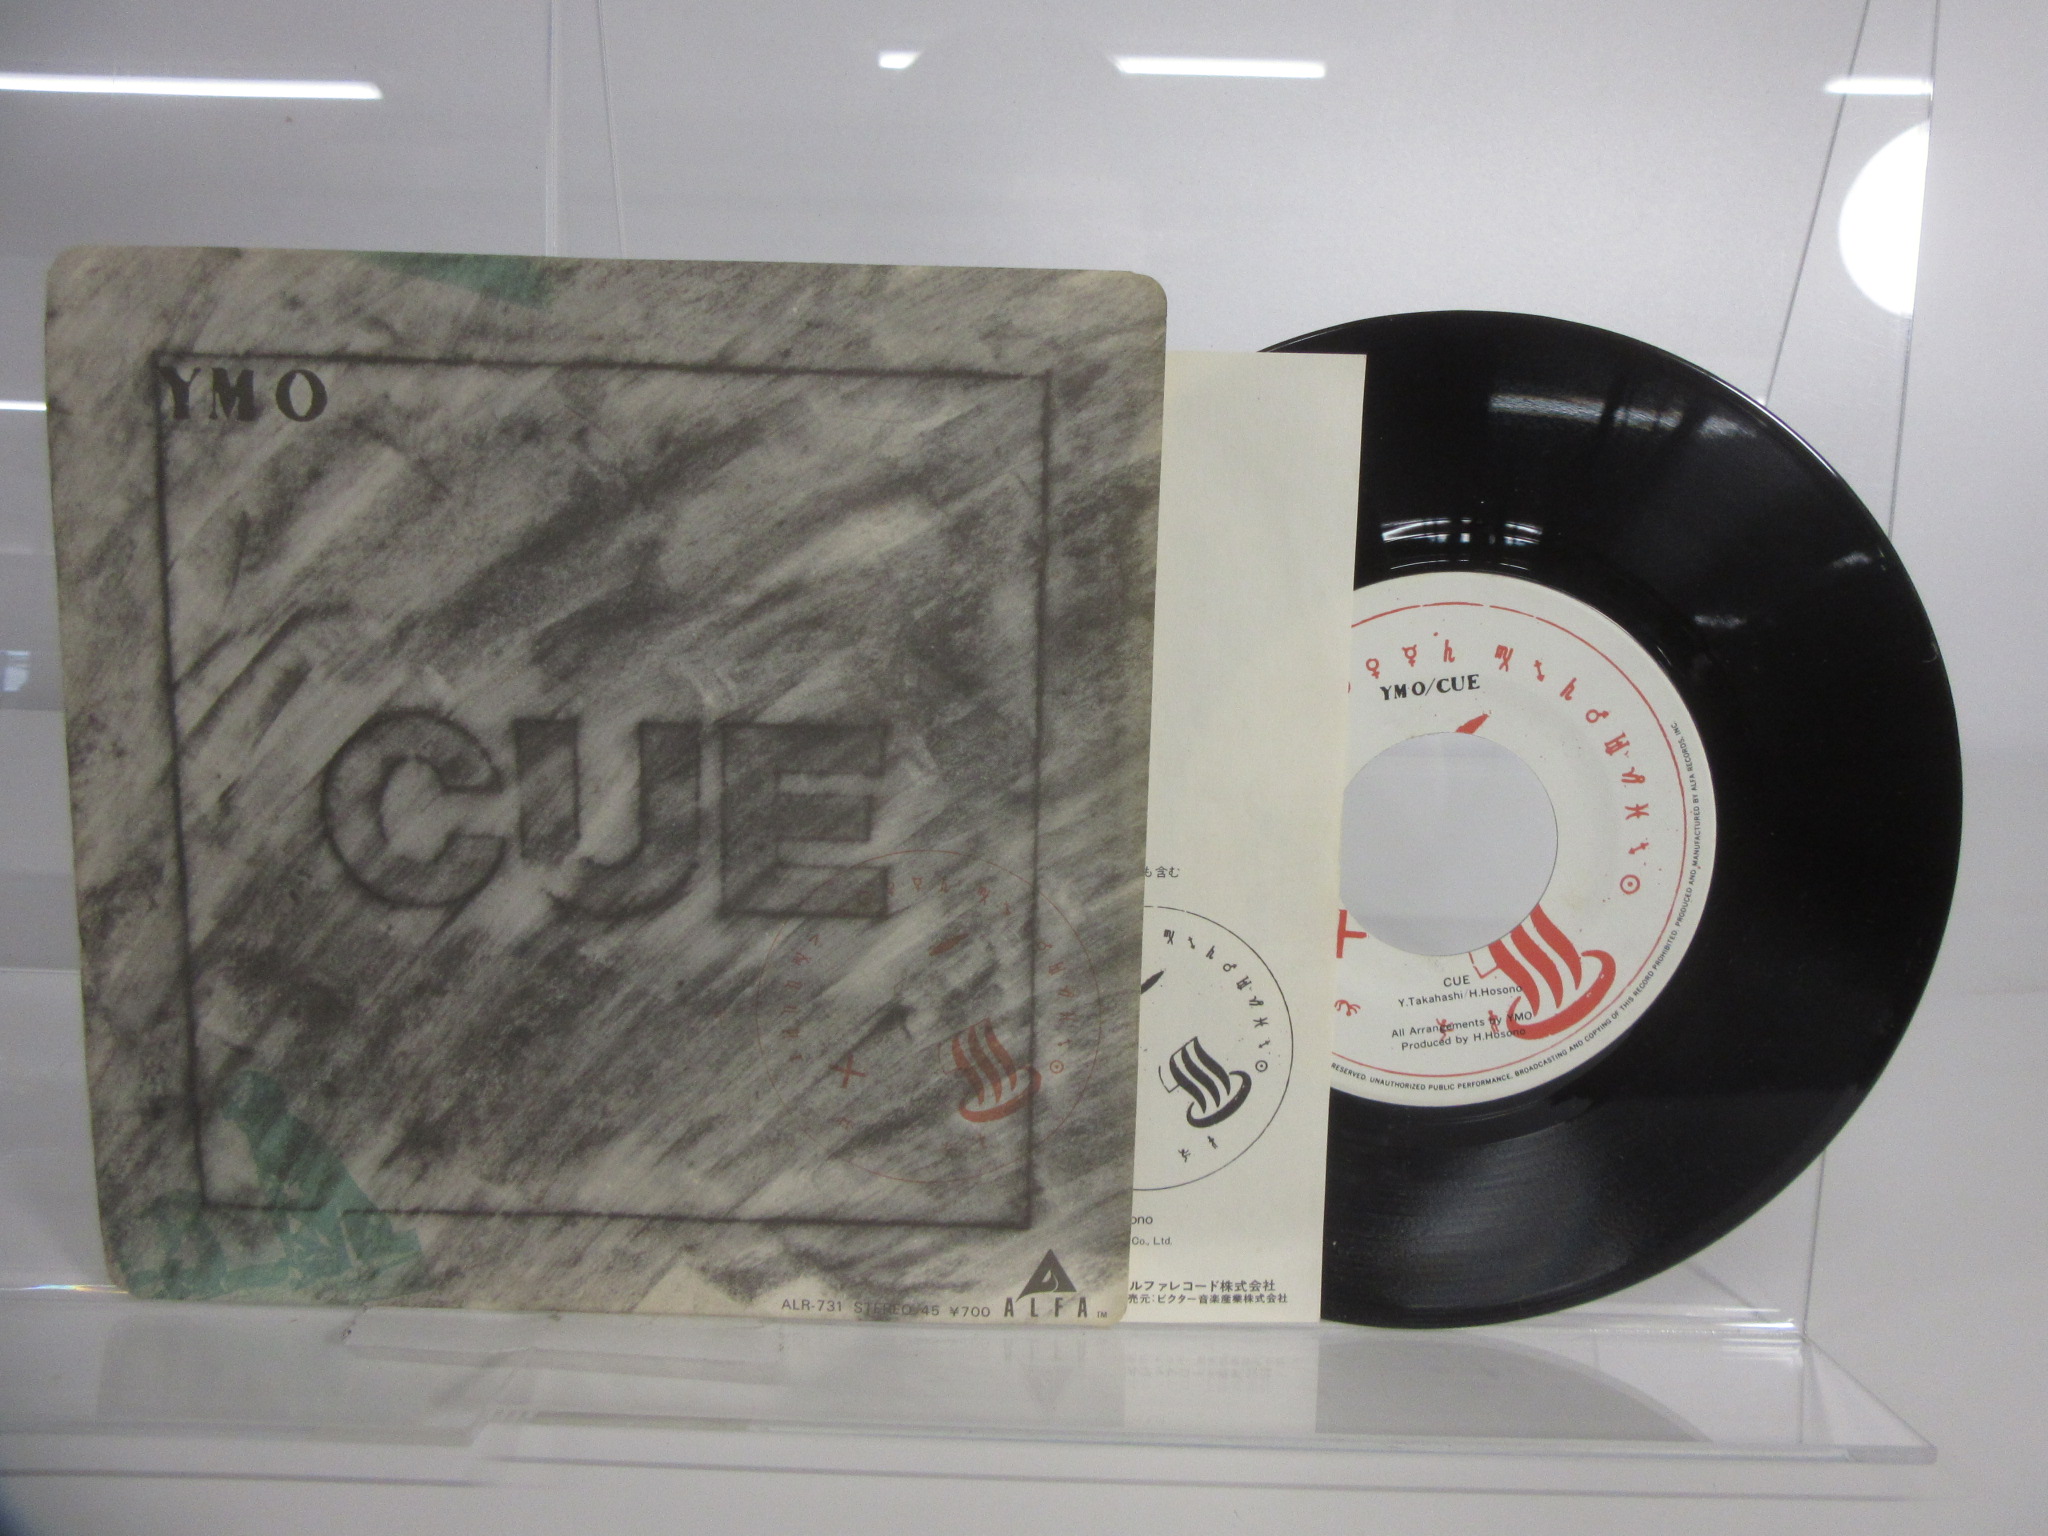 YMO
CUE
ALR-731 STEREO/45 ¥700
ALFA™
も含む
ono
Co., Ltd.
ルファレコード株式会社
売元：ビクター音楽産業株式会社
YMO/CUE
CUE
Y.Takahashi/H.Hosono
All Arrangements by YMO
Produced by H.Hosono
RESERVED. UNAUTHORIZED PUBLIC PERFORMANCE, BROADCASTING AND COPYING OF THIS RECORD PROHIBITED. PRODUCED AND MANUFACTURED BY ALFA RECORDS, INC.